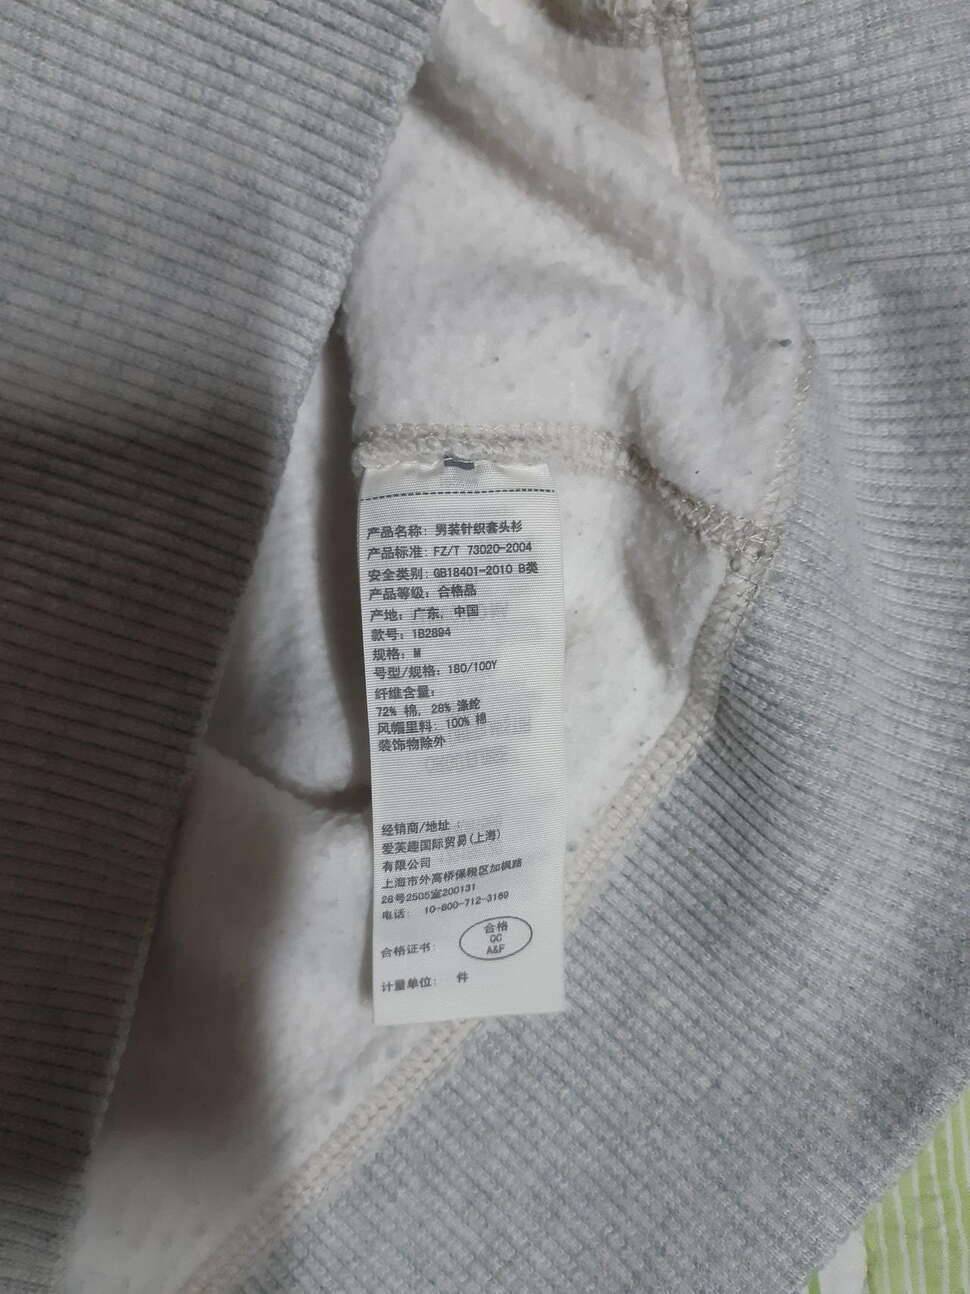 产品名称: 男装针织套头衫
产品标准: FZ/T 73020-2004
安全类别: GB18401-2010 B类
产品等级: 合格品
产地: 广东, 中国
款号: 1B2894
规格: M
号型/规格: 180/100Y
纤维含量:
72% 棉, 28% 涤纶
风帽里料: 100% 棉
装饰物除外
经销商/地址:
爱芙趣国际贸易(上海)
有限公司
上海市外高桥保税区加枫路
26号2505室200131
电话: 10-800-712-3169
合格证书:
合格
QC
A&F
计量单位: 件